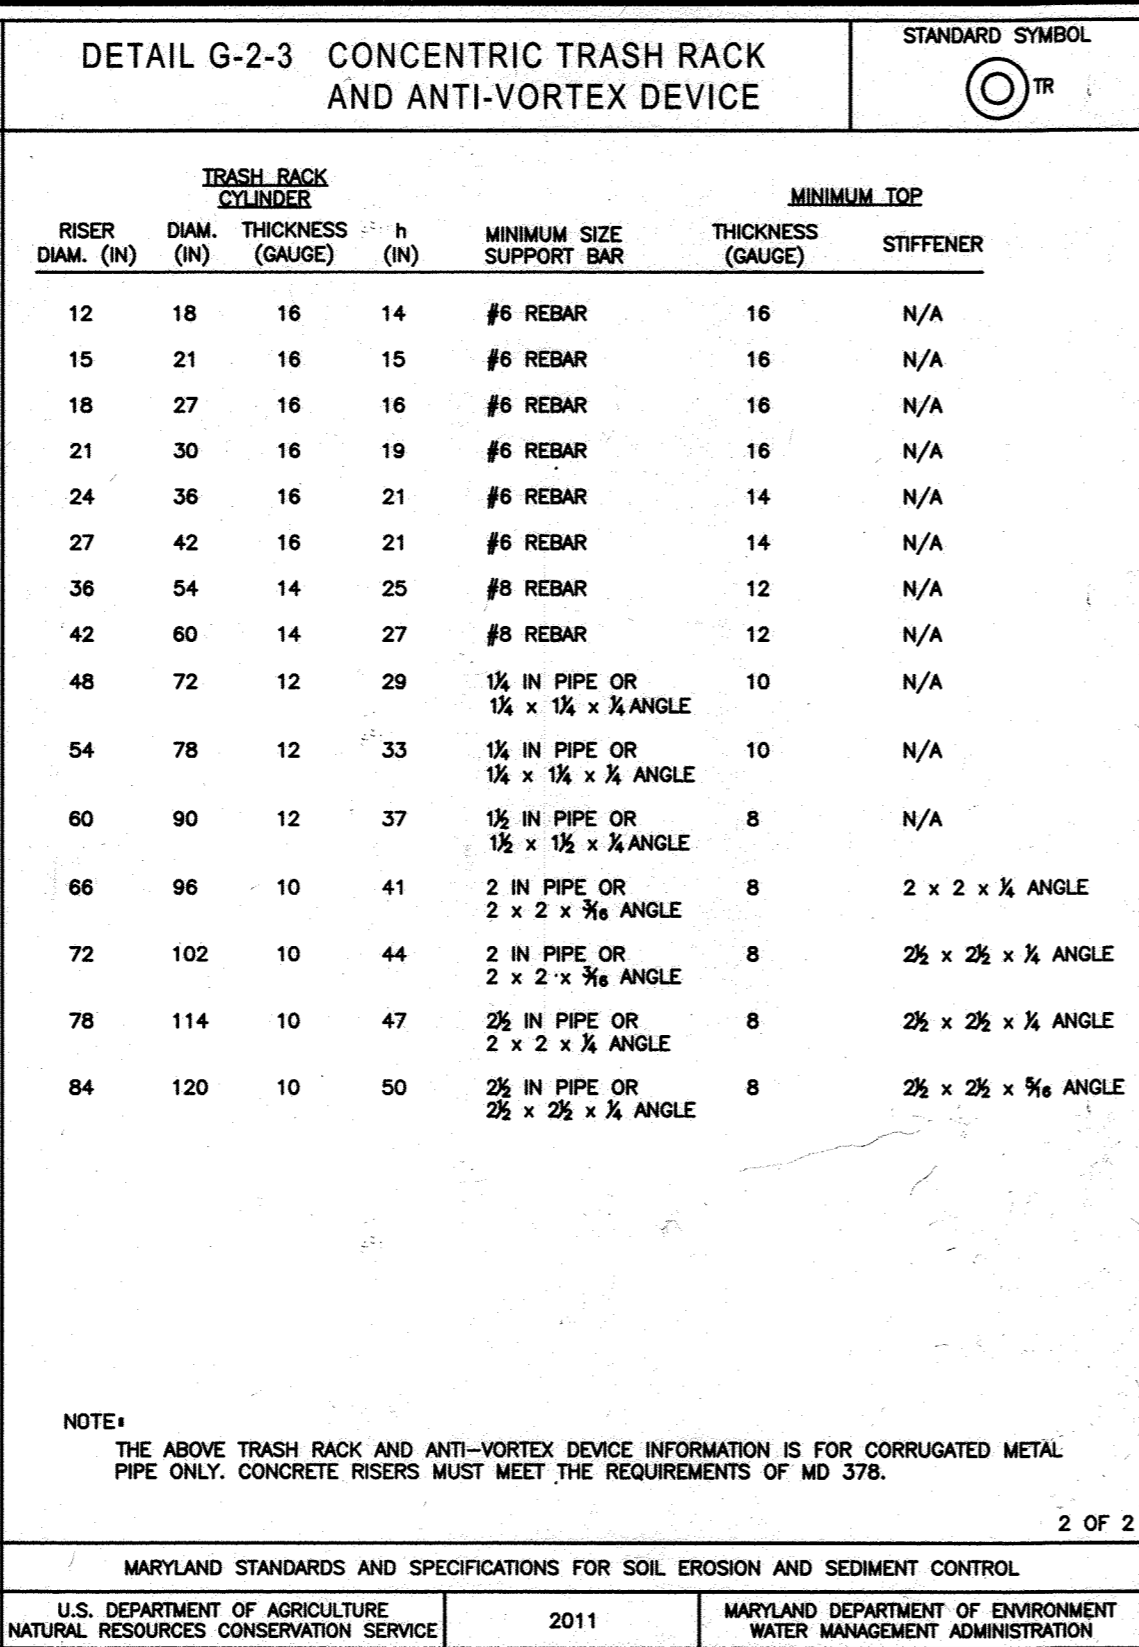 DETAIL G-2-3 CONCENTRIC TRASH RACK
AND ANTI-VORTEX DEVICE
STANDARD SYMBOL
TR
TRASH RACK
CYLINDER
MINIMUM TOP
RISER
DIAM. (IN)
DIAM.
(IN)
THICKNESS
(GAUGE)
h
(IN)
MINIMUM SIZE
SUPPORT BAR
THICKNESS
(GAUGE)
STIFFENER
12 18 16 14 #6 REBAR 16 N/A
15 21 16 15 #6 REBAR 16 N/A
18 27 16 16 #6 REBAR 16 N/A
21 30 16 19 #6 REBAR 16 N/A
24 36 16 21 #6 REBAR 14 N/A
27 42 16 21 #6 REBAR 14 N/A
36 54 14 25 #8 REBAR 12 N/A
42 60 14 27 #8 REBAR 12 N/A
48 72 12 29 1¼ IN PIPE OR 10 N/A
1¼ x 1¼ x ¼ ANGLE
54 78 12 33 1¼ IN PIPE OR 10 N/A
1¼ x 1¼ x ¼ ANGLE
60 90 12 37 1½ IN PIPE OR 8 N/A
1½ x 1½ x ¼ ANGLE
66 96 10 41 2 IN PIPE OR 8 2 x 2 x ¼ ANGLE
2 x 2 x 3/16 ANGLE
72 102 10 44 2 IN PIPE OR 8 2½ x 2½ x ¼ ANGLE
2 x 2 x 3/16 ANGLE
78 114 10 47 2½ IN PIPE OR 8 2½ x 2½ x ¼ ANGLE
2 x 2 x ¼ ANGLE
84 120 10 50 2½ IN PIPE OR 8 2½ x 2½ x 5/16 ANGLE
2½ x 2½ x ¼ ANGLE
NOTE:
THE ABOVE TRASH RACK AND ANTI-VORTEX DEVICE INFORMATION IS FOR CORRUGATED METAL
PIPE ONLY. CONCRETE RISERS MUST MEET THE REQUIREMENTS OF MD 378.
2 OF 2
MARYLAND STANDARDS AND SPECIFICATIONS FOR SOIL EROSION AND SEDIMENT CONTROL
U.S. DEPARTMENT OF AGRICULTURE
NATURAL RESOURCES CONSERVATION SERVICE
2011
MARYLAND DEPARTMENT OF ENVIRONMENT
WATER MANAGEMENT ADMINISTRATION